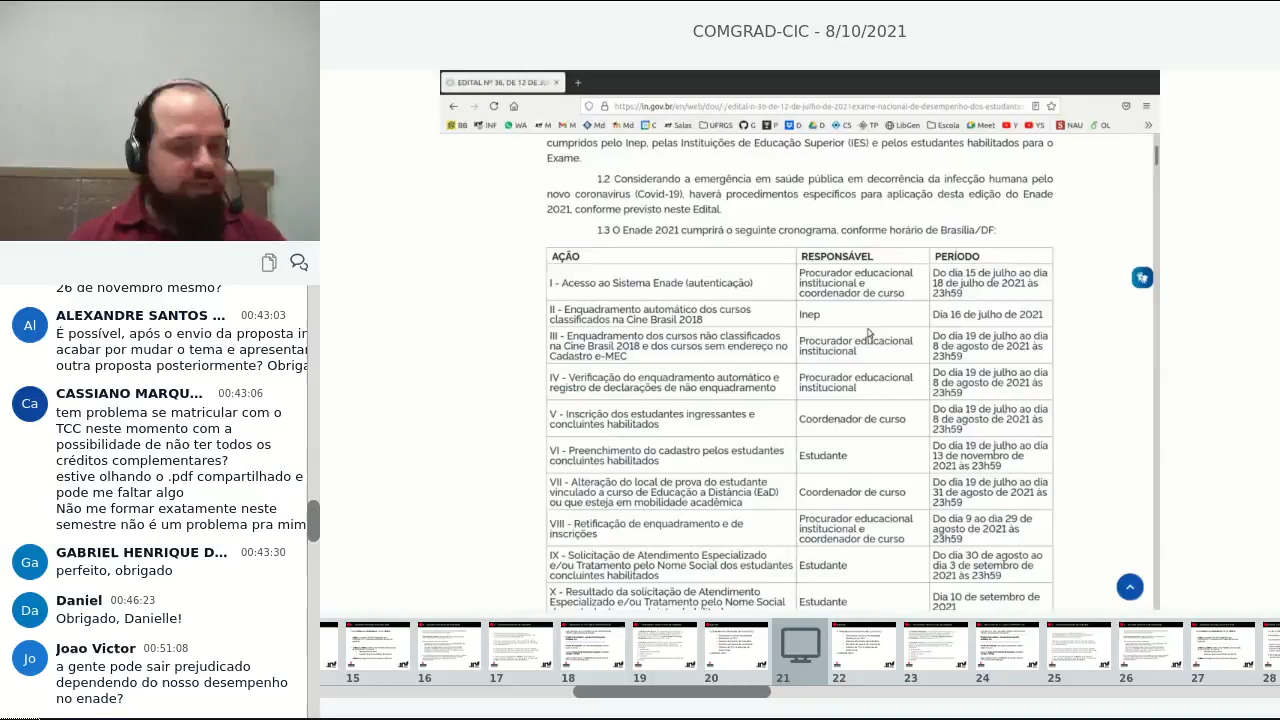 COMGRAD-CIC - 8/10/2021
26 de novembro mesmo?
Al
ALEXANDRE SANTOS ...
00:43:03
É possível, após o envio da proposta in
acabar por mudar o tema e apresentar
outra proposta posteriormente? Obriga
Ca
CASSIANO MARQU...
00:43:06
tem problema se matricular com o
TCC neste momento com a
possibilidade de não ter todos os
créditos complementares?
estive olhando o .pdf compartilhado e
pode me faltar algo
Não me formar exatamente neste
semestre não é um problema pra mim
Ga
GABRIEL HENRIQUE D...
00:43:30
perfeito, obrigado
Da
Daniel
00:46:23
Obrigado, Danielle!
Jo
Joao Victor
00:51:08
a gente pode sair prejudicado
dependendo do nosso desempenho
no enade?
EDITAL Nº 36, DE 12 DE JU
https://in.gov.br/en/web/dou/-/edital-n-36-de-12-de-julho-de-2021exame-nacional-de-desempenho-dos-estudante
BB INF WA M M Md Md C Salas UFRGS G P D D CS TP LibGen Escola Meet Y YS NAU OL
cumpridos pelo Inep, pelas Instituições de Educação Superior (IES) e pelos estudantes habilitados para o
Exame.
1.2 Considerando a emergência em saúde pública em decorrência da infecção humana pelo
novo coronavírus (Covid-19), haverá procedimentos específicos para aplicação desta edição do Enade
2021, conforme previsto neste Edital.
1.3 O Enade 2021 cumprirá o seguinte cronograma, conforme horário de Brasília/DF:
AÇÃO
RESPONSÁVEL
PERÍODO
I - Acesso ao Sistema Enade (autenticação)
Procurador educacional
institucional e
coordenador de curso
Do dia 15 de julho ao dia
18 de julho de 2021 às
23h59
II - Enquadramento automático dos cursos
classificados na Cine Brasil 2018
Inep
Dia 16 de julho de 2021
III - Enquadramento dos cursos não classificados
na Cine Brasil 2018 e dos cursos sem endereço no
Cadastro e-MEC
Procurador educacional
institucional
Do dia 19 de julho ao dia
8 de agosto de 2021 às
23h59
IV - Verificação do enquadramento automático e
registro de declarações de não enquadramento
Procurador educacional
institucional
Do dia 19 de julho ao dia
8 de agosto de 2021 às
23h59
V - Inscrição dos estudantes ingressantes e
concluintes habilitados
Coordenador de curso
Do dia 19 de julho ao dia
8 de agosto de 2021 às
23h59
VI - Preenchimento do cadastro pelos estudantes
concluintes habilitados
Estudante
Do dia 19 de julho ao dia
13 de novembro de
2021 às 23h59
VII - Alteração do local de prova do estudante
vinculado a curso de Educação a Distância (EaD)
ou que esteja em mobilidade acadêmica
Coordenador de curso
Do dia 19 de julho ao dia
31 de agosto de 2021 às
23h59
VIII - Retificação de enquadramento e de
inscrições
Procurador educacional
institucional e
coordenador de curso
Do dia 9 ao dia 29 de
agosto de 2021 às
23h59
IX - Solicitação de Atendimento Especializado
e/ou Tratamento pelo Nome Social dos estudantes
concluintes habilitados
Estudante
Do dia 30 de agosto ao
dia 3 de setembro de
2021 às 23h59
X - Resultado da solicitação de Atendimento
Especializado e/ou Tratamento pelo Nome Social
Estudante
Dia 10 de setembro de
2021
15 16 17 18 19 20 21 22 23 24 25 26 27 28